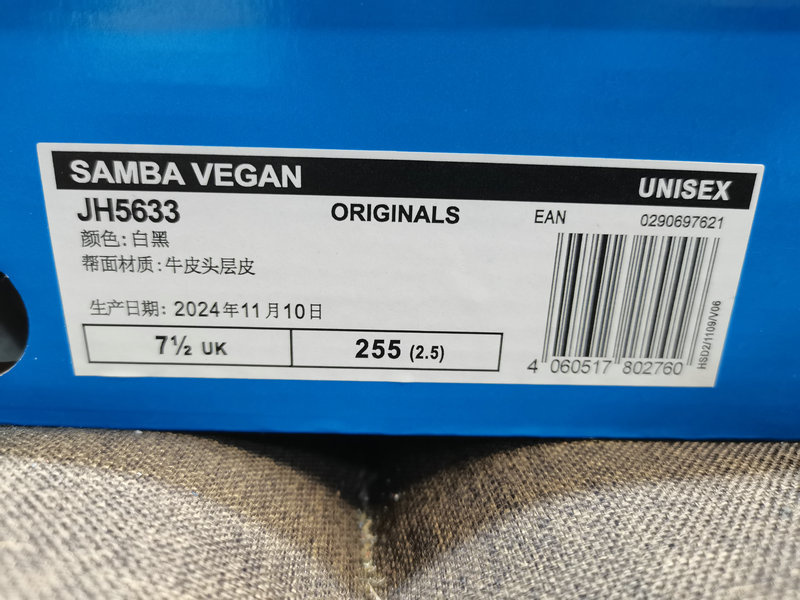 SAMBA VEGAN
UNISEX
JH5633
ORIGINALS
EAN
0290697621
颜色:白黑
帮面材质:牛皮头层皮
生产日期: 2024年11月10日
7½ UK
255 (2.5)
4 060517 802760
HSD2/1109/V06